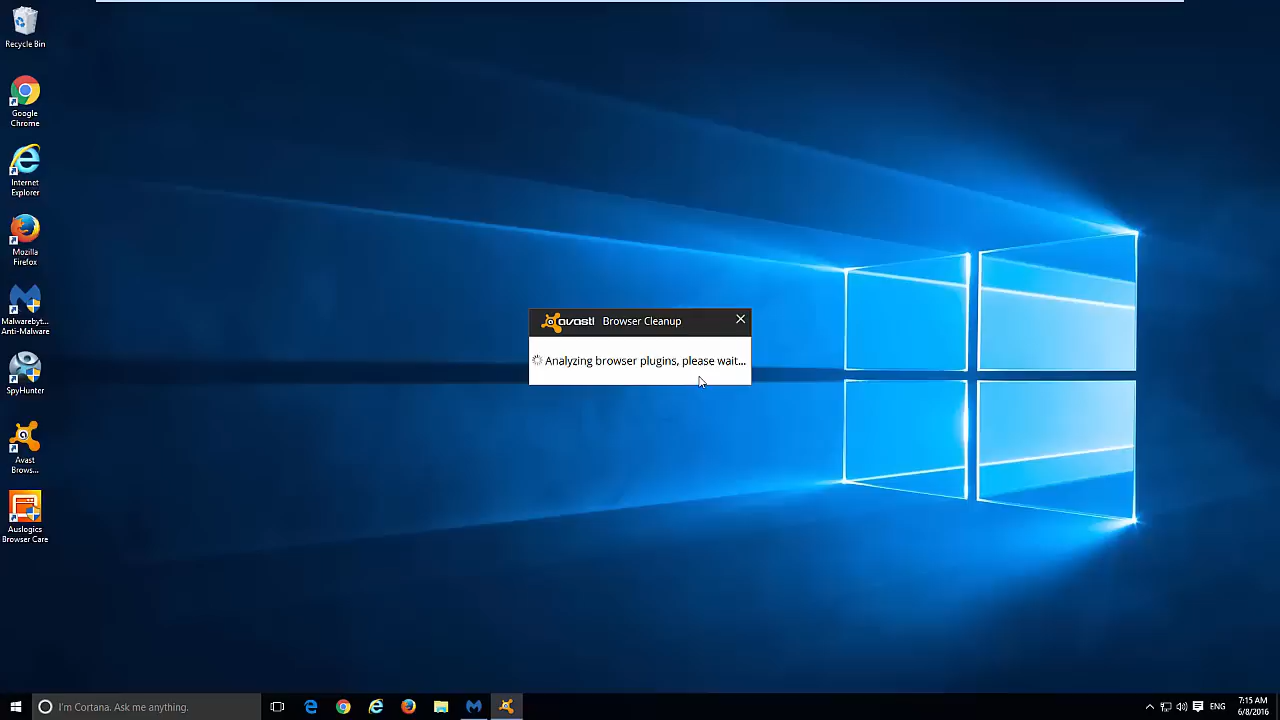 Recycle Bin
Google
Chrome
Internet
Explorer
Mozilla
Firefox
Malwarebyt...
Anti-Malware
SpyHunter
Avast
Brows...
Auslogics
Browser Care
avast! Browser Cleanup
Analyzing browser plugins, please wait...
I'm Cortana. Ask me anything.
ENG
7:15 AM
6/8/2016